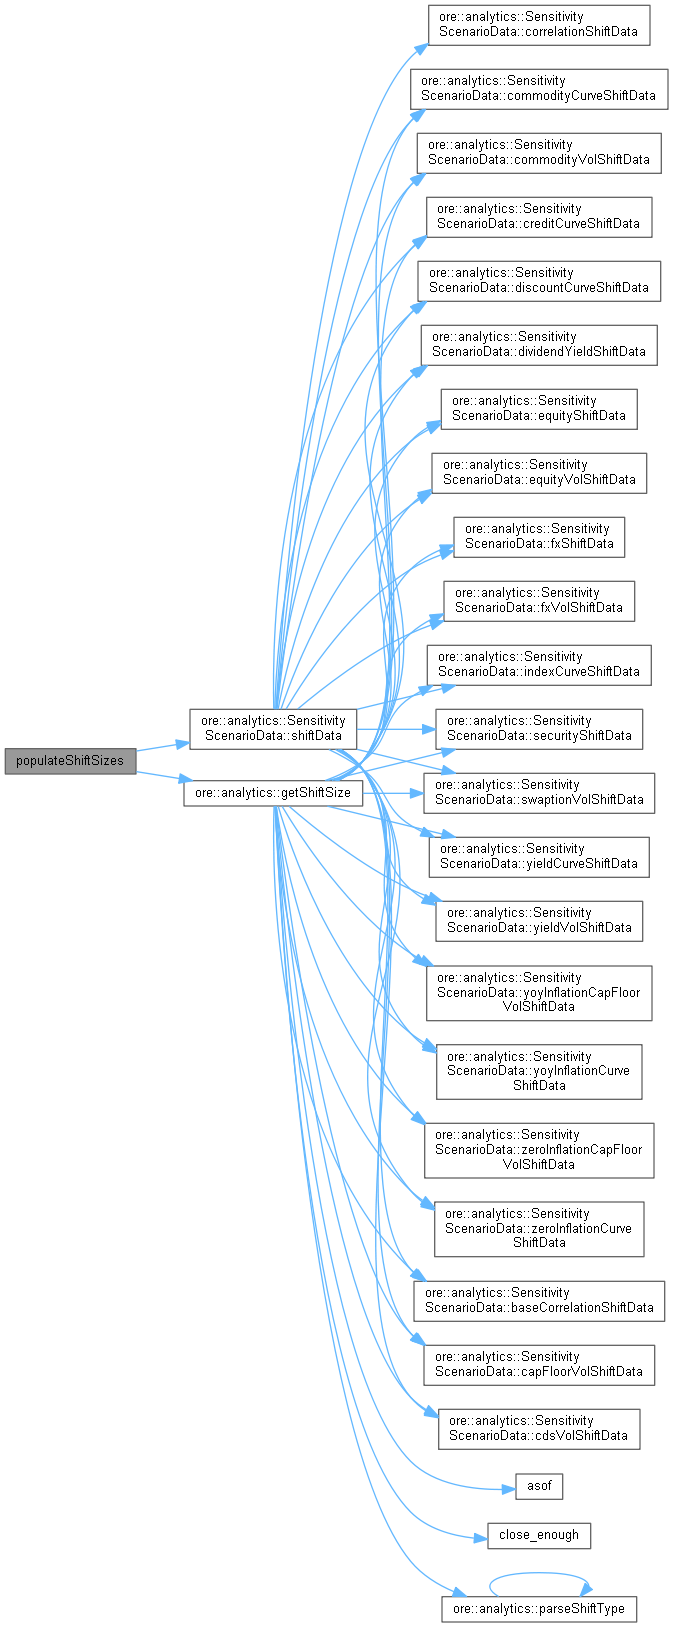 ore::analytics::Sensitivity
ScenarioData::correlationShiftData
ore::analytics::Sensitivity
ScenarioData::commodityCurveShiftData
ore::analytics::Sensitivity
ScenarioData::commodityVolShiftData
ore::analytics::Sensitivity
ScenarioData::creditCurveShiftData
ore::analytics::Sensitivity
ScenarioData::discountCurveShiftData
ore::analytics::Sensitivity
ScenarioData::dividendYieldShiftData
ore::analytics::Sensitivity
ScenarioData::equityShiftData
ore::analytics::Sensitivity
ScenarioData::equityVolShiftData
ore::analytics::Sensitivity
ScenarioData::fxShiftData
ore::analytics::Sensitivity
ScenarioData::fxVolShiftData
ore::analytics::Sensitivity
ScenarioData::indexCurveShiftData
ore::analytics::Sensitivity
ScenarioData::shiftData
ore::analytics::Sensitivity
ScenarioData::securityShiftData
populateShiftSizes
ore::analytics::getShiftSize
ore::analytics::Sensitivity
ScenarioData::swaptionVolShiftData
ore::analytics::Sensitivity
ScenarioData::yieldCurveShiftData
ore::analytics::Sensitivity
ScenarioData::yieldVolShiftData
ore::analytics::Sensitivity
ScenarioData::yoyInflationCapFloor
VolShiftData
ore::analytics::Sensitivity
ScenarioData::yoyInflationCurve
ShiftData
ore::analytics::Sensitivity
ScenarioData::zeroInflationCapFloor
VolShiftData
ore::analytics::Sensitivity
ScenarioData::zeroInflationCurve
ShiftData
ore::analytics::Sensitivity
ScenarioData::baseCorrelationShiftData
ore::analytics::Sensitivity
ScenarioData::capFloorVolShiftData
ore::analytics::Sensitivity
ScenarioData::cdsVolShiftData
asof
close_enough
ore::analytics::parseShiftType